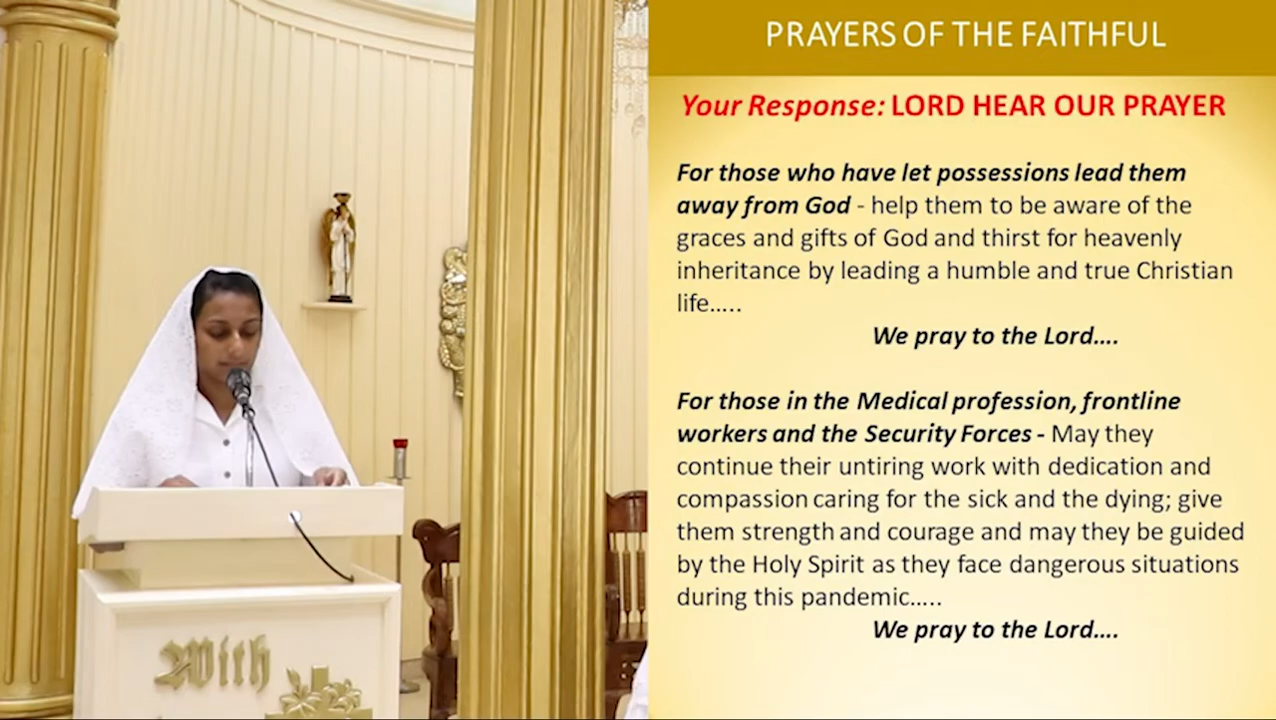 PRAYERS OF THE FAITHFUL
Your Response: LORD HEAR OUR PRAYER
For those who have let possessions lead them
away from God - help them to be aware of the
graces and gifts of God and thirst for heavenly
inheritance by leading a humble and true Christian
life.....
We pray to the Lord....
For those in the Medical profession, frontline
workers and the Security Forces - May they
continue their untiring work with dedication and
compassion caring for the sick and the dying; give
them strength and courage and may they be guided
by the Holy Spirit as they face dangerous situations
during this pandemic.....
We pray to the Lord....
With